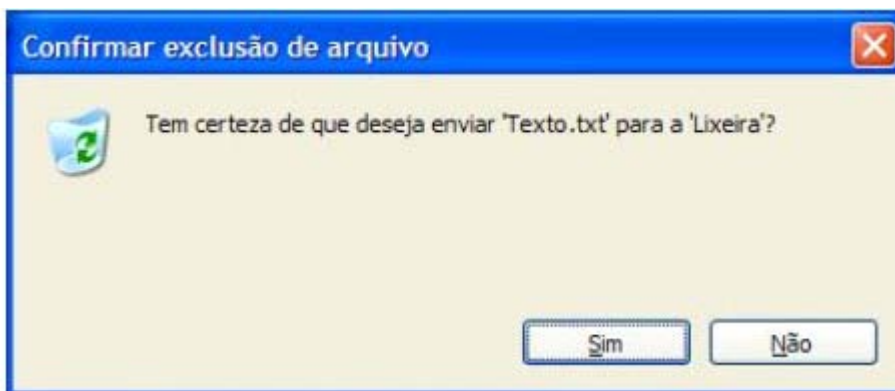 Confirmar exclusão de arquivo
Tem certeza de que deseja enviar 'Texto.txt' para a 'Lixeira'?
Sim
Não